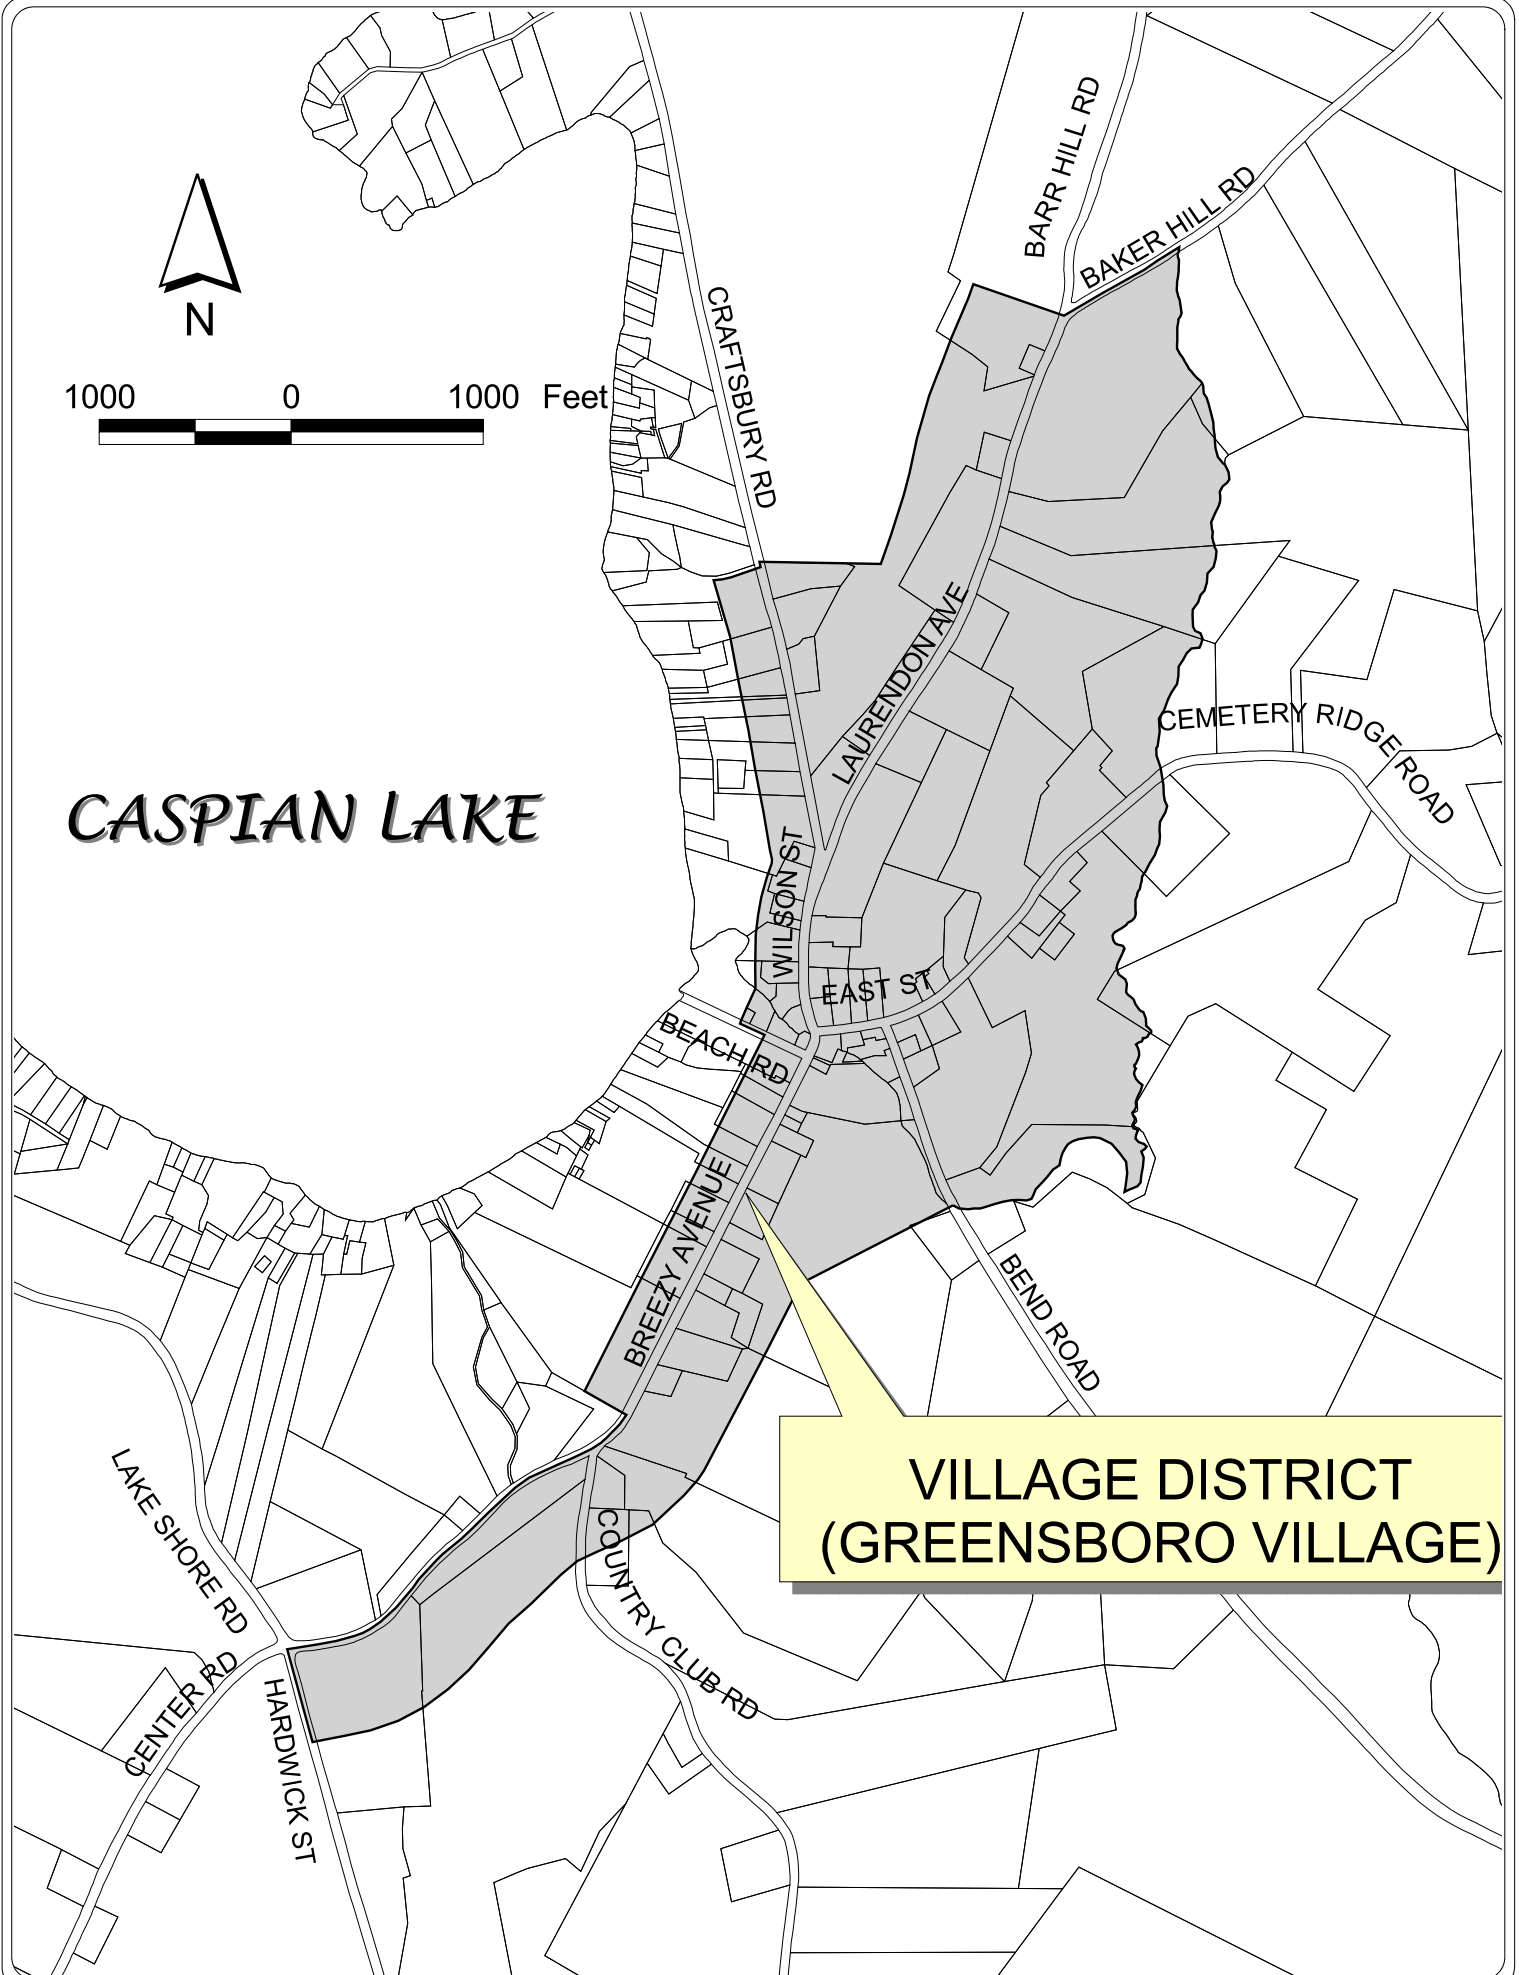 BARR HILL RD
BAKER HILL RD
N
CRAFTSBURY RD
1000 0 1000 Feet
LAURENDON AVE
CEMETERY RIDGE ROAD
CASPIAN LAKE
WILSON ST
EAST ST
BEACH RD
BREEZY AVENUE
BEND ROAD
VILLAGE DISTRICT
(GREENSBORO VILLAGE)
LAKE SHORE RD
COUNTRY CLUB RD
CENTER RD
HARDWICK ST